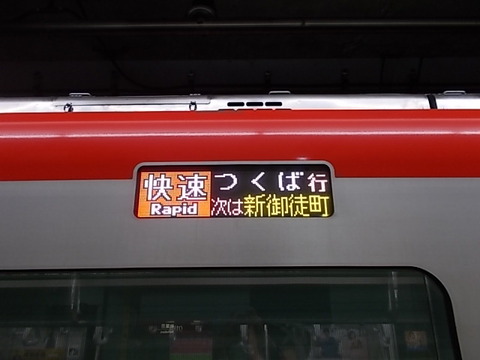 快速
Rapid
つくば行
次は新御徒町